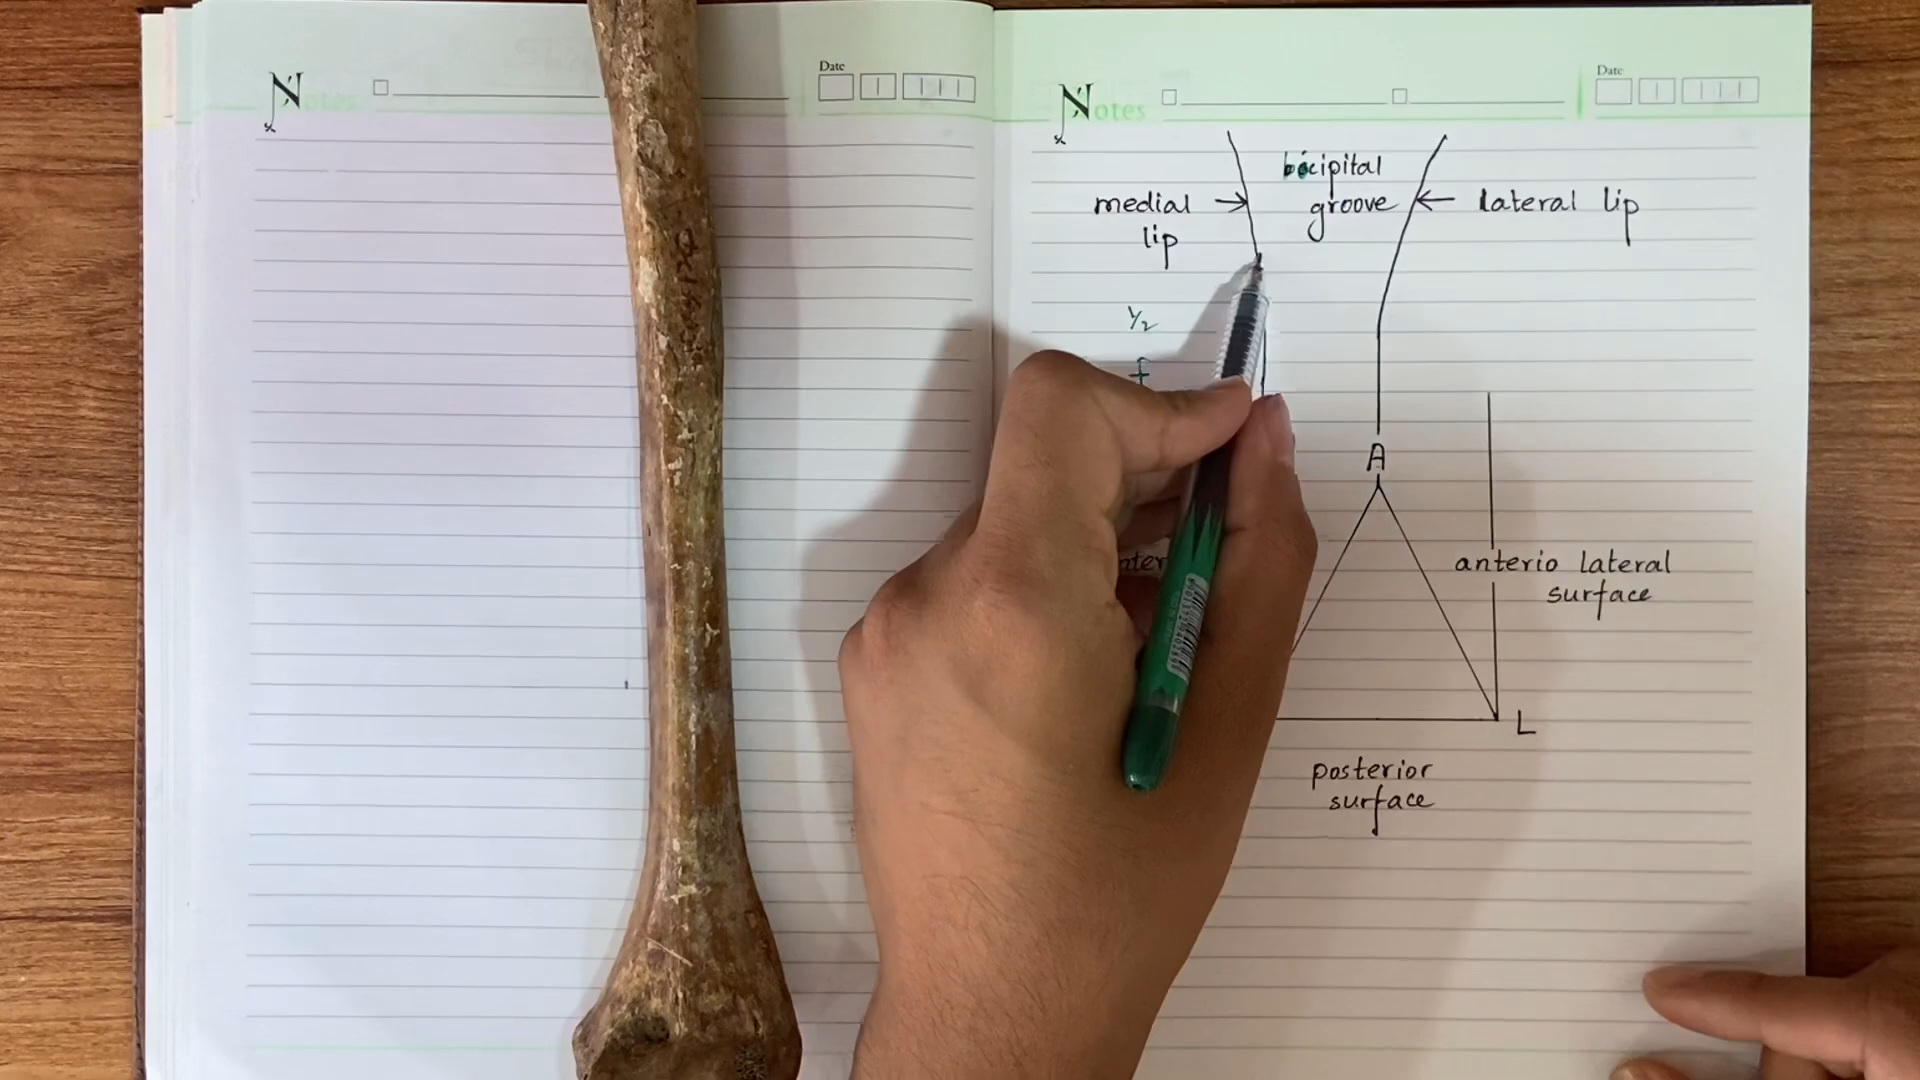 Notes
Date
Notes
Date
bicipital
groove
medial
lip
lateral lip
1/2
f
A
anterio lateral
surface
L
posterior
surface